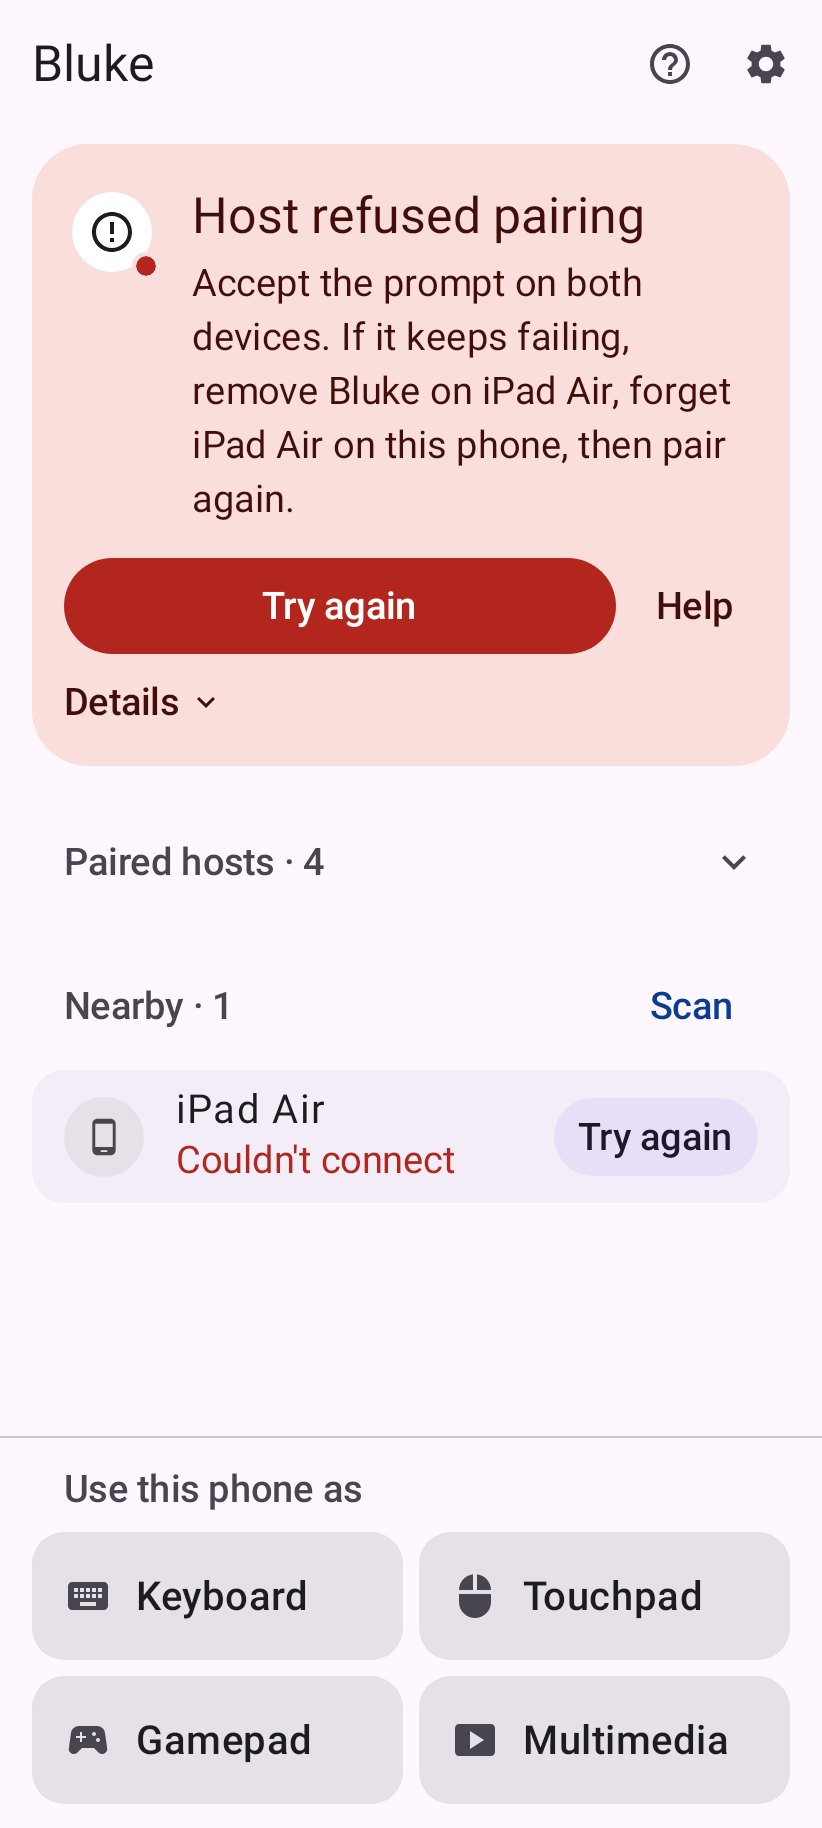 Bluke
Host refused pairing
Accept the prompt on both
devices. If it keeps failing,
remove Bluke on iPad Air, forget
iPad Air on this phone, then pair
again.
Try again
Help
Details
Paired hosts · 4
Nearby · 1
Scan
iPad Air
Couldn't connect
Try again
Use this phone as
Keyboard
Touchpad
Gamepad
Multimedia